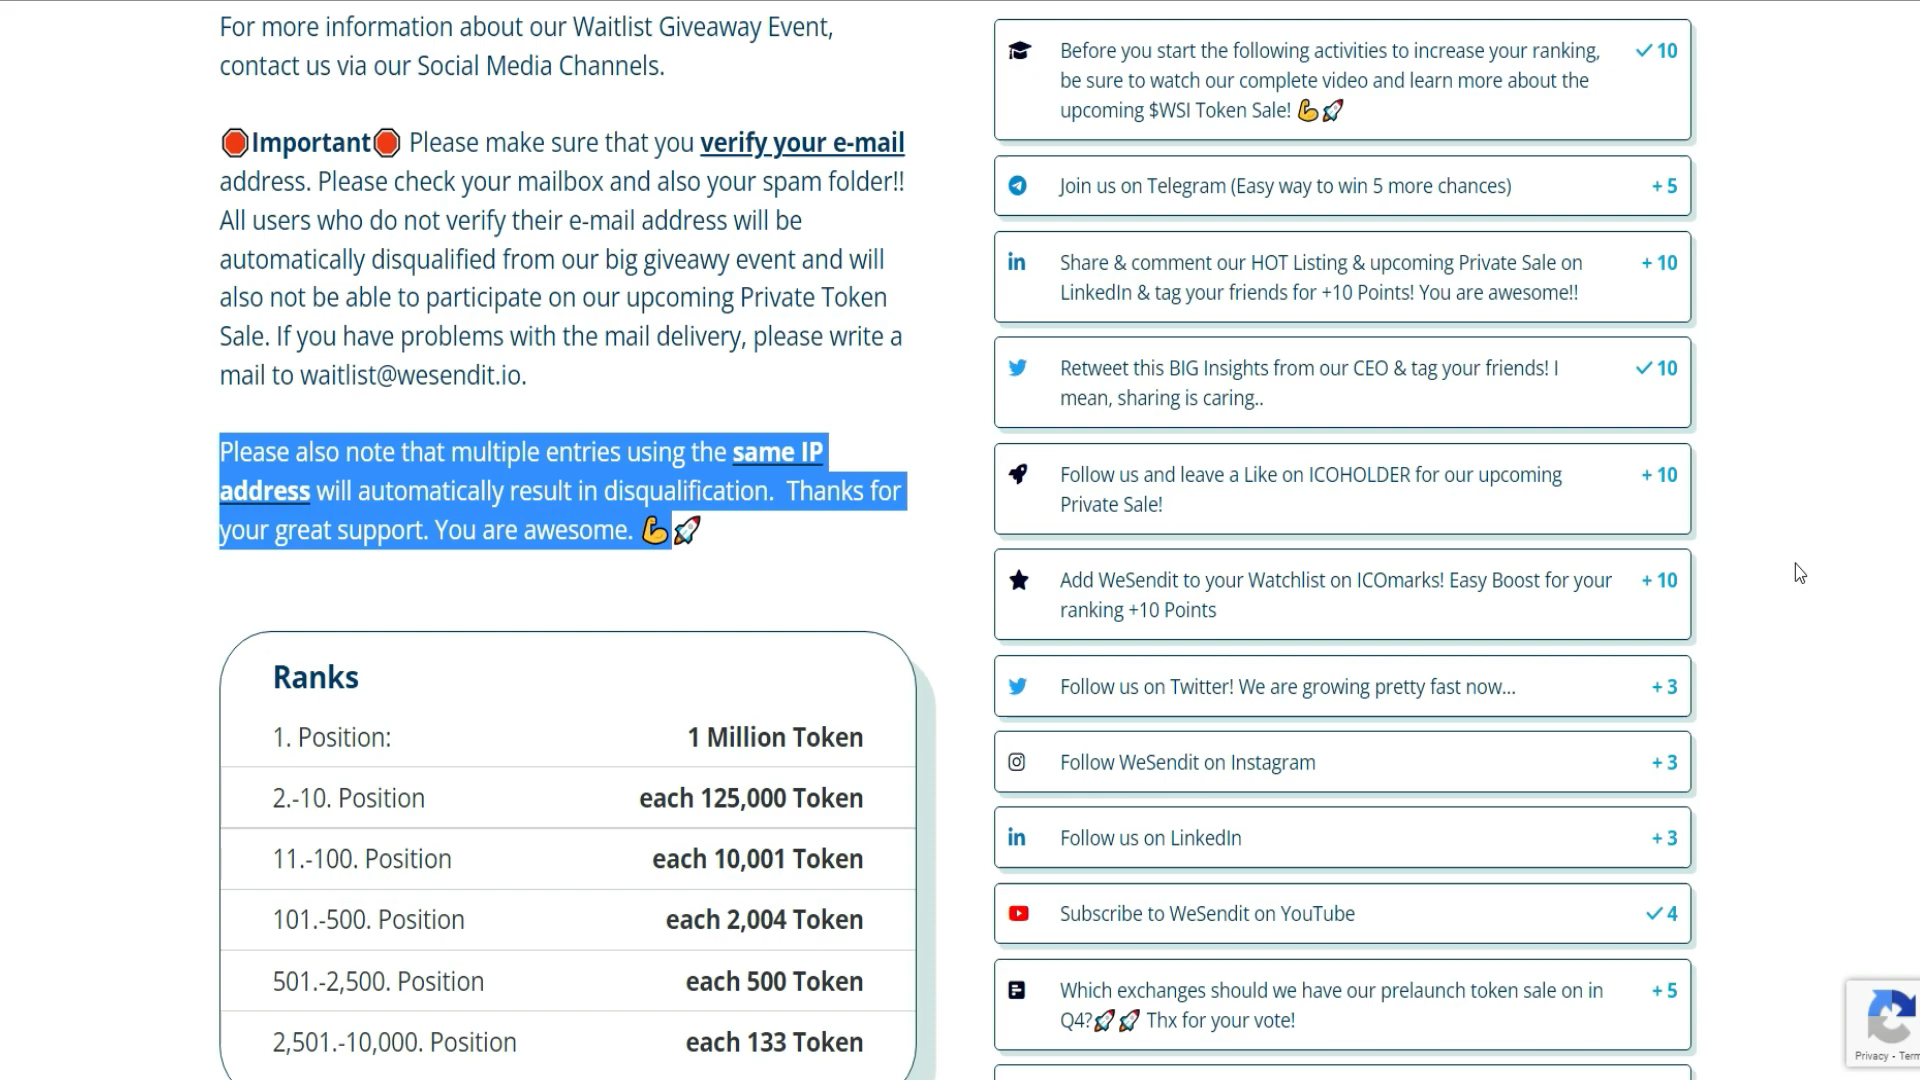 For more information about our Waitlist Giveaway Event,
contact us via our Social Media Channels.
🛑Important🛑 Please make sure that you verify your e-mail
address. Please check your mailbox and also your spam folder!!
All users who do not verify their e-mail address will be
automatically disqualified from our big giveawy event and will
also not be able to participate on our upcoming Private Token
Sale. If you have problems with the mail delivery, please write a
mail to waitlist@wesendit.io.
Please also note that multiple entries using the same IP
address will automatically result in disqualification.  Thanks for
your great support. You are awesome. 💪🚀
Ranks
1. Position: 1 Million Token
2.-10. Position each 125,000 Token
11.-100. Position each 10,001 Token
101.-500. Position each 2,004 Token
501.-2,500. Position each 500 Token
2,501.-10,000. Position each 133 Token
Before you start the following activities to increase your ranking, ✓ 10
be sure to watch our complete video and learn more about the
upcoming $WSI Token Sale! 💪🚀
Join us on Telegram (Easy way to win 5 more chances) + 5
Share & comment our HOT Listing & upcoming Private Sale on + 10
LinkedIn & tag your friends for +10 Points! You are awesome!!
Retweet this BIG Insights from our CEO & tag your friends! I ✓ 10
mean, sharing is caring..
Follow us and leave a Like on ICOHOLDER for our upcoming + 10
Private Sale!
Add WeSendit to your Watchlist on ICOmarks! Easy Boost for your + 10
ranking +10 Points
Follow us on Twitter! We are growing pretty fast now... + 3
Follow WeSendit on Instagram + 3
Follow us on LinkedIn + 3
Subscribe to WeSendit on YouTube ✓ 4
Which exchanges should we have our prelaunch token sale on in + 5
Q4?🚀🚀 Thx for your vote!
Privacy - Term